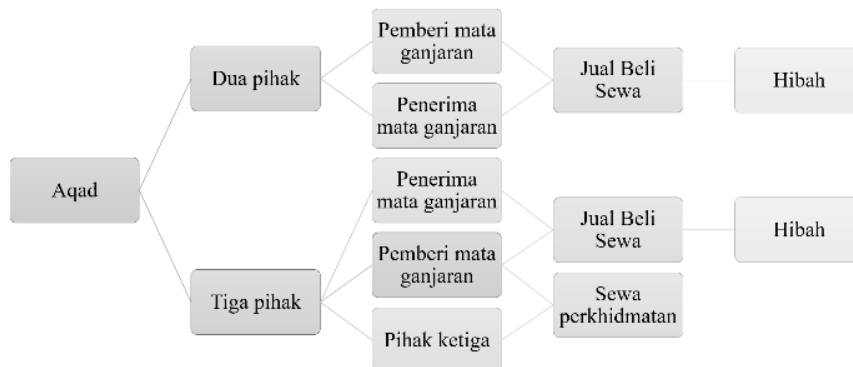 Aqad
Dua pihak
Tiga pihak
Pemberi mata
ganjaran
Penerima
mata ganjaran
Penerima
mata ganjaran
Pemberi mata
ganjaran
Pihak ketiga
Jual Beli
Sewa
Jual Beli
Sewa
Sewa
perkhidmatan
Hibah
Hibah